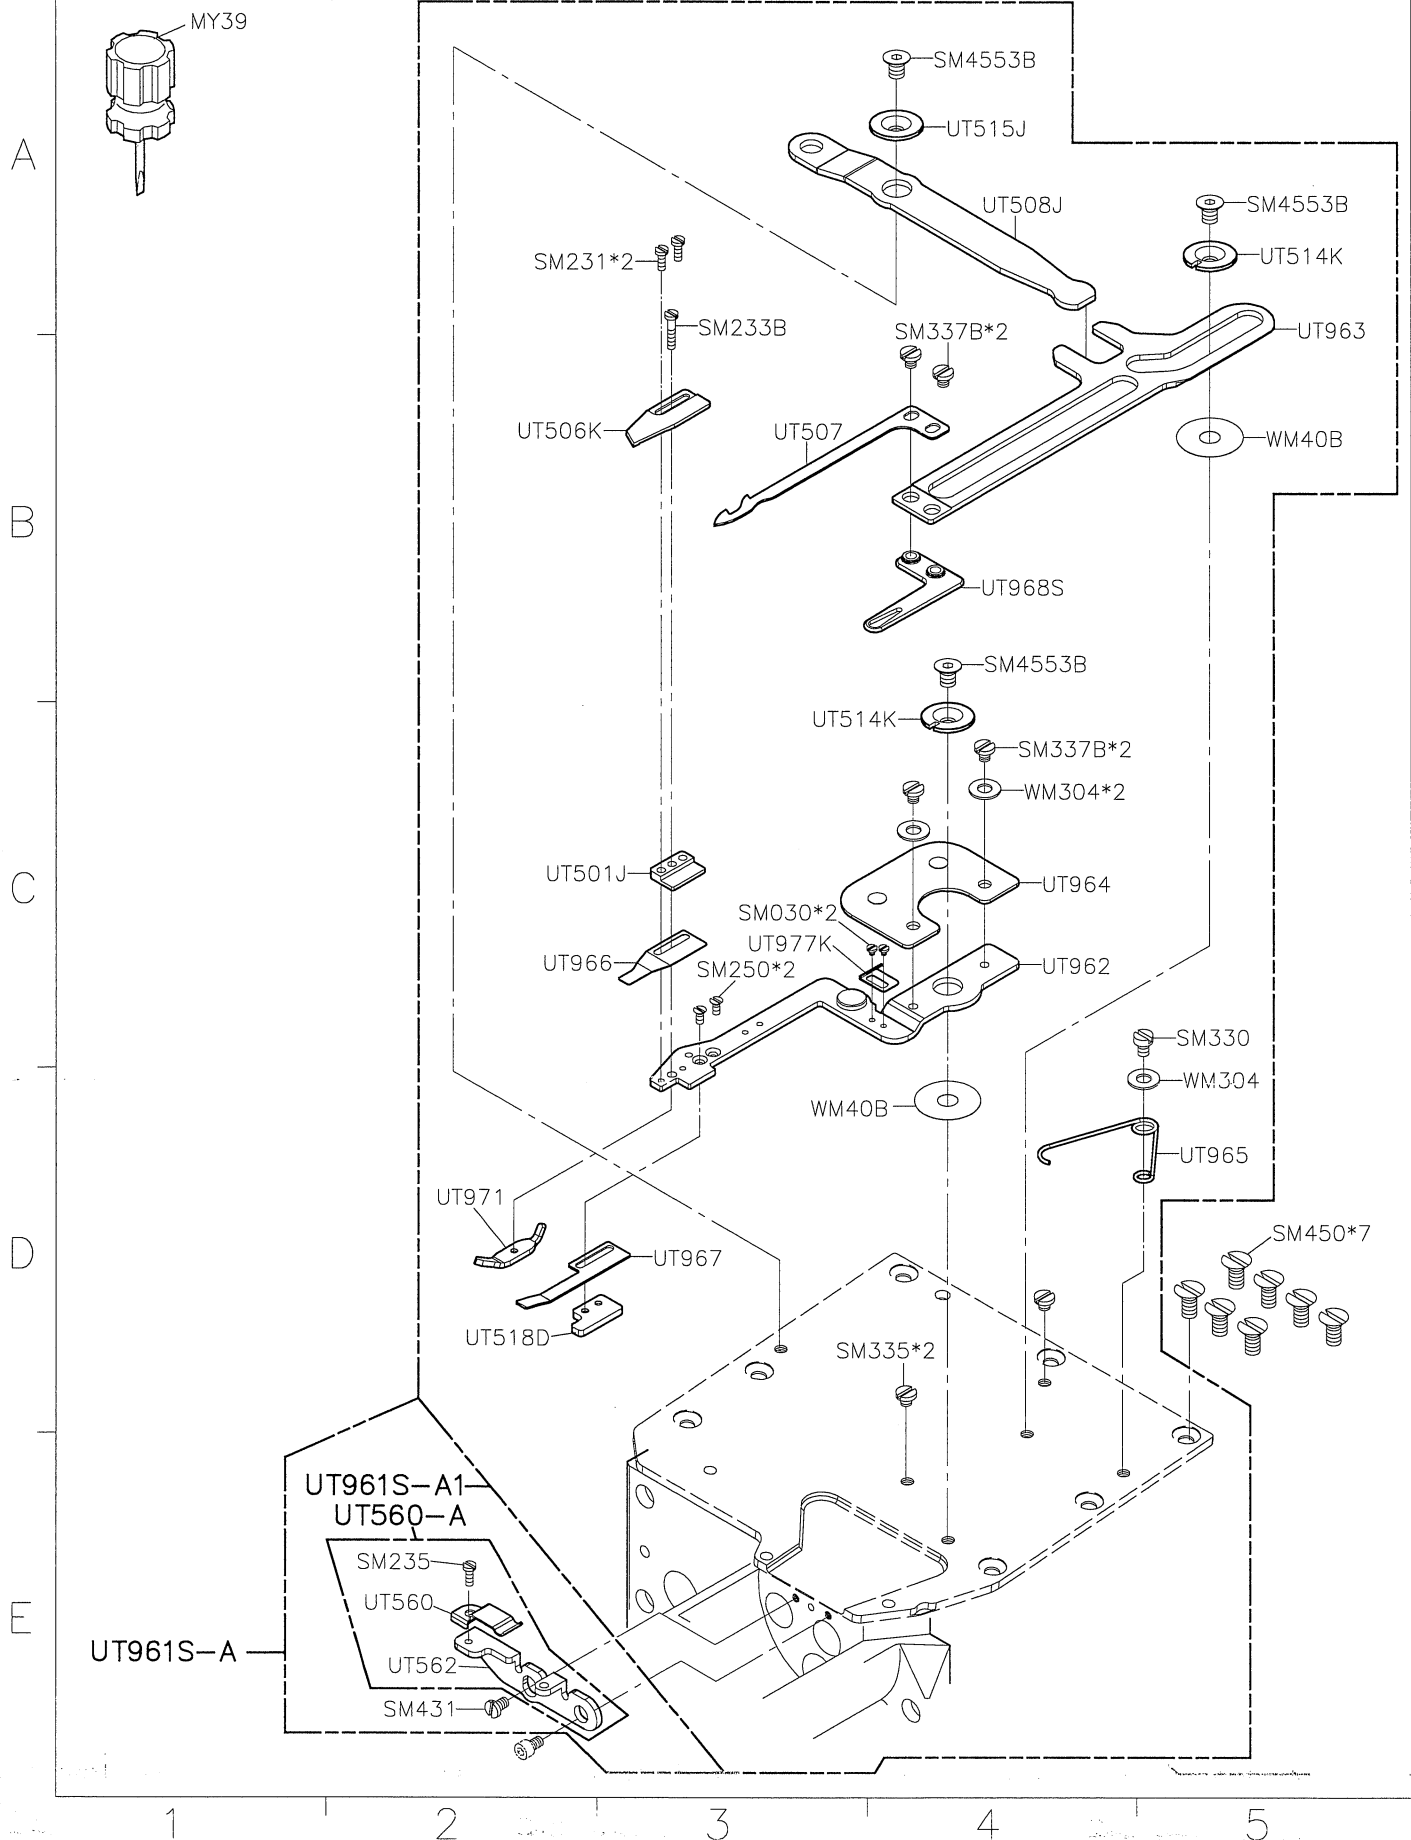 MY39
SM4553B
UT515J
A
UT508J
SM4553B
SM231*2
UT514K
SM233B
SM337B*2
UT963
UT506K
UT507
WM40B
B
UT968S
SM4553B
UT514K
SM337B*2
WM304*2
UT501J
UT964
C
SM030*2
UT977K
UT966
SM250*2
UT962
SM330
WM304
WM40B
UT965
UT971
SM450*7
D
UT967
UT518D
SM335*2
UT961S-A1
UT560-A
SM235
UT560
E
UT961S-A
UT562
SM431
1 2 3 4 5